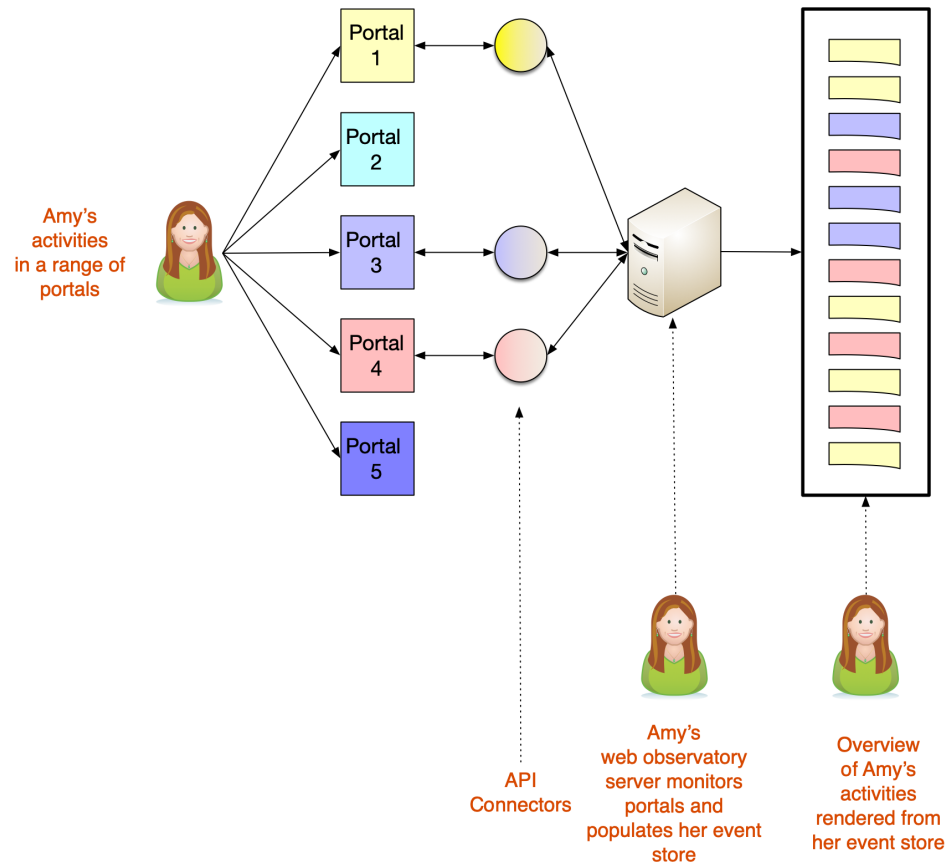 Portal
1
Portal
2
Amy's
activities
in a range of
portals
Portal
3
Portal
4
Portal
5
API
Connectors
Amy's
web observatory
server monitors
portals and
populates her event
store
Overview
of Amy's
activities
rendered from
her event store